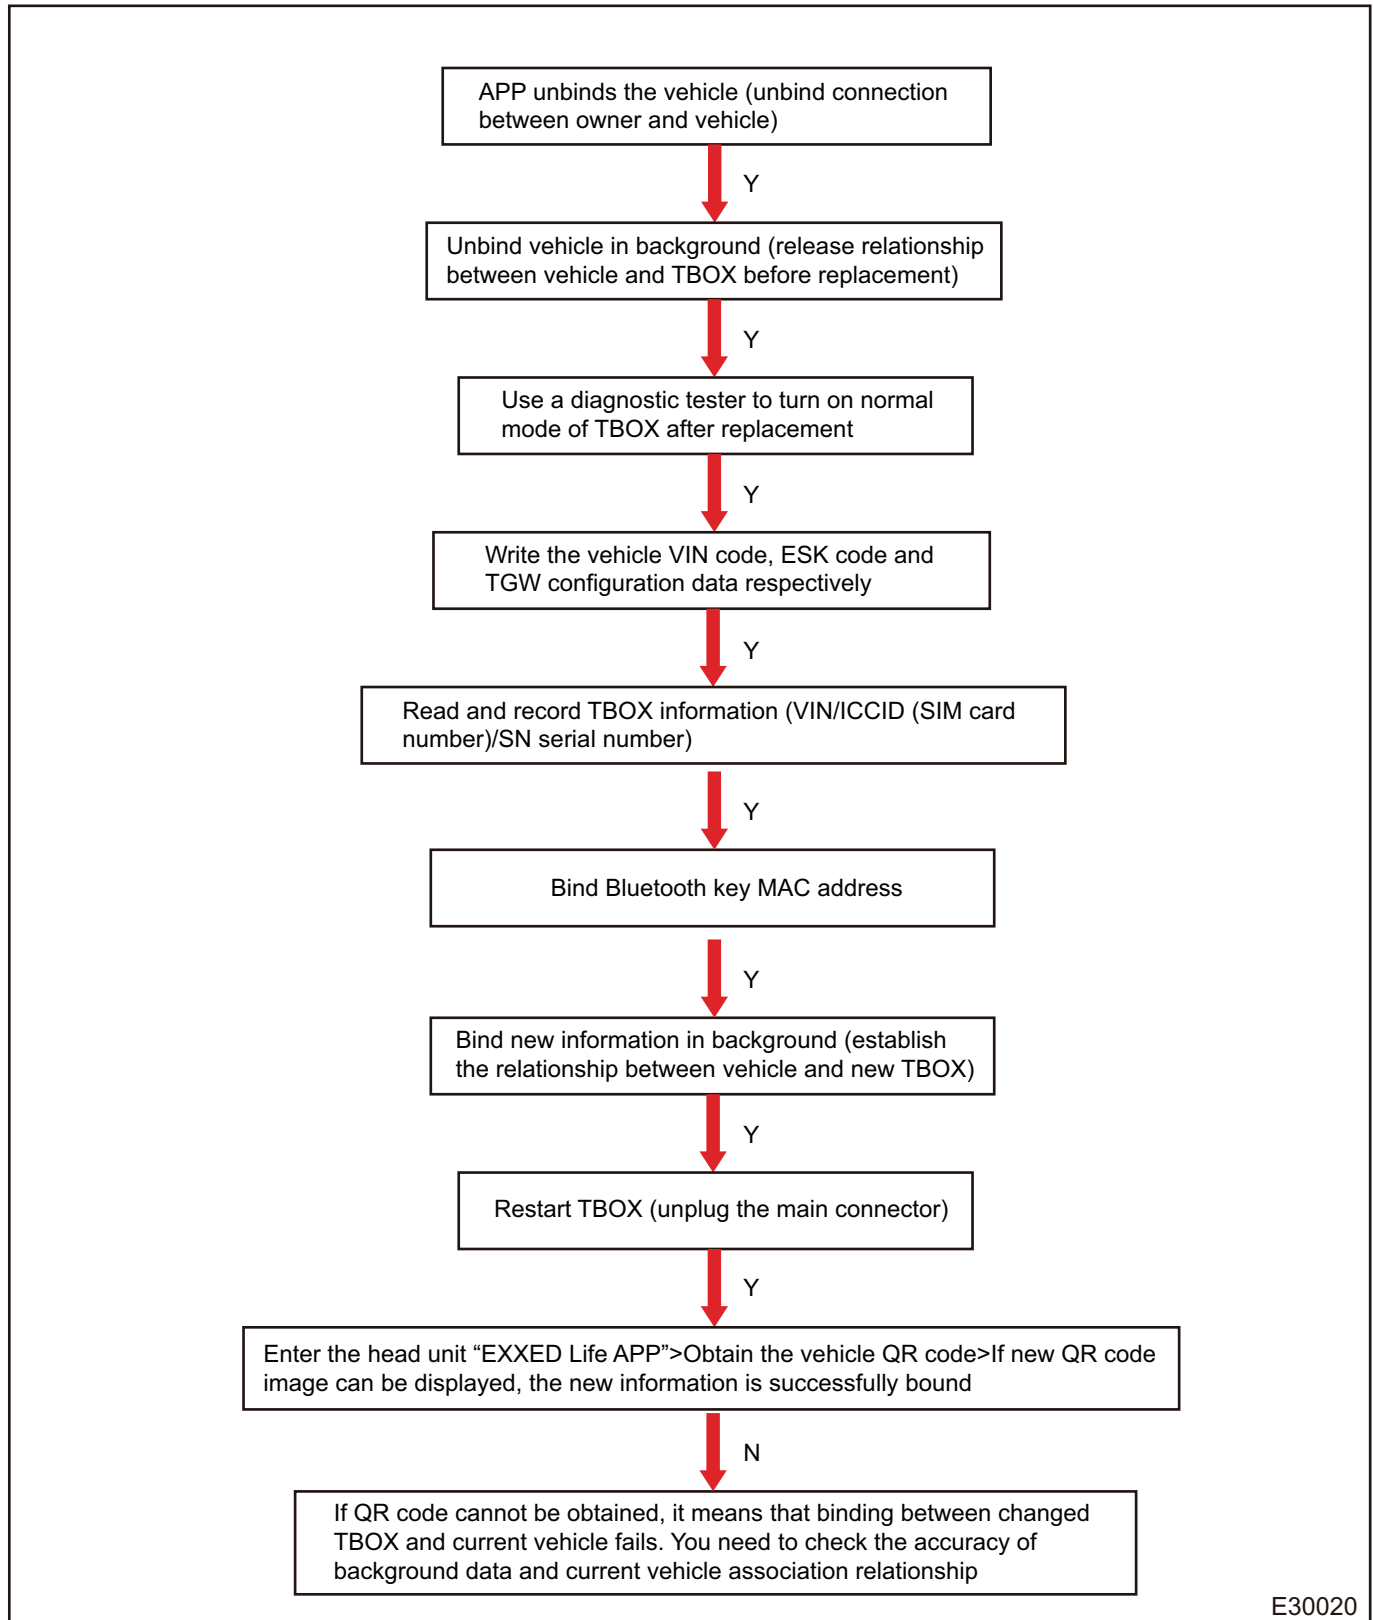 APP unbinds the vehicle (unbind connection
between owner and vehicle)
Y
Unbind vehicle in background (release relationship
between vehicle and TBOX before replacement)
Y
Use a diagnostic tester to turn on normal
mode of TBOX after replacement
Y
Write the vehicle VIN code, ESK code and
TGW configuration data respectively
Y
Read and record TBOX information (VIN/ICCID (SIM card
number)/SN serial number)
Y
Bind Bluetooth key MAC address
Y
Bind new information in background (establish
the relationship between vehicle and new TBOX)
Y
Restart TBOX (unplug the main connector)
Y
Enter the head unit “EXXED Life APP”>Obtain the vehicle QR code>If new QR code
image can be displayed, the new information is successfully bound
N
If QR code cannot be obtained, it means that binding between changed
TBOX and current vehicle fails. You need to check the accuracy of
background data and current vehicle association relationship
E30020